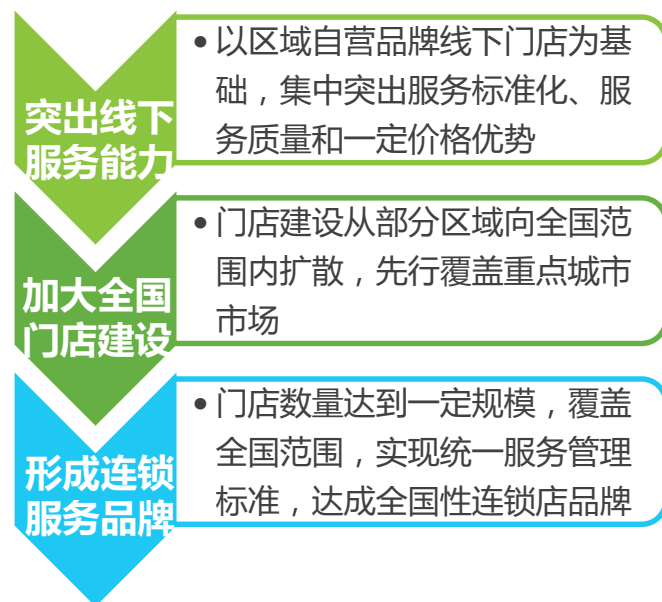 突出线下
服务能力
• 以区域自营品牌线下门店为基
础，集中突出服务标准化、服
务质量和一定价格优势
加大全国
门店建设
• 门店建设从部分区域向全国范
围内扩散，先行覆盖重点城市
市场
形成连锁
服务品牌
• 门店数量达到一定规模，覆盖
全国范围，实现统一服务管理
标准，达成全国性连锁店品牌